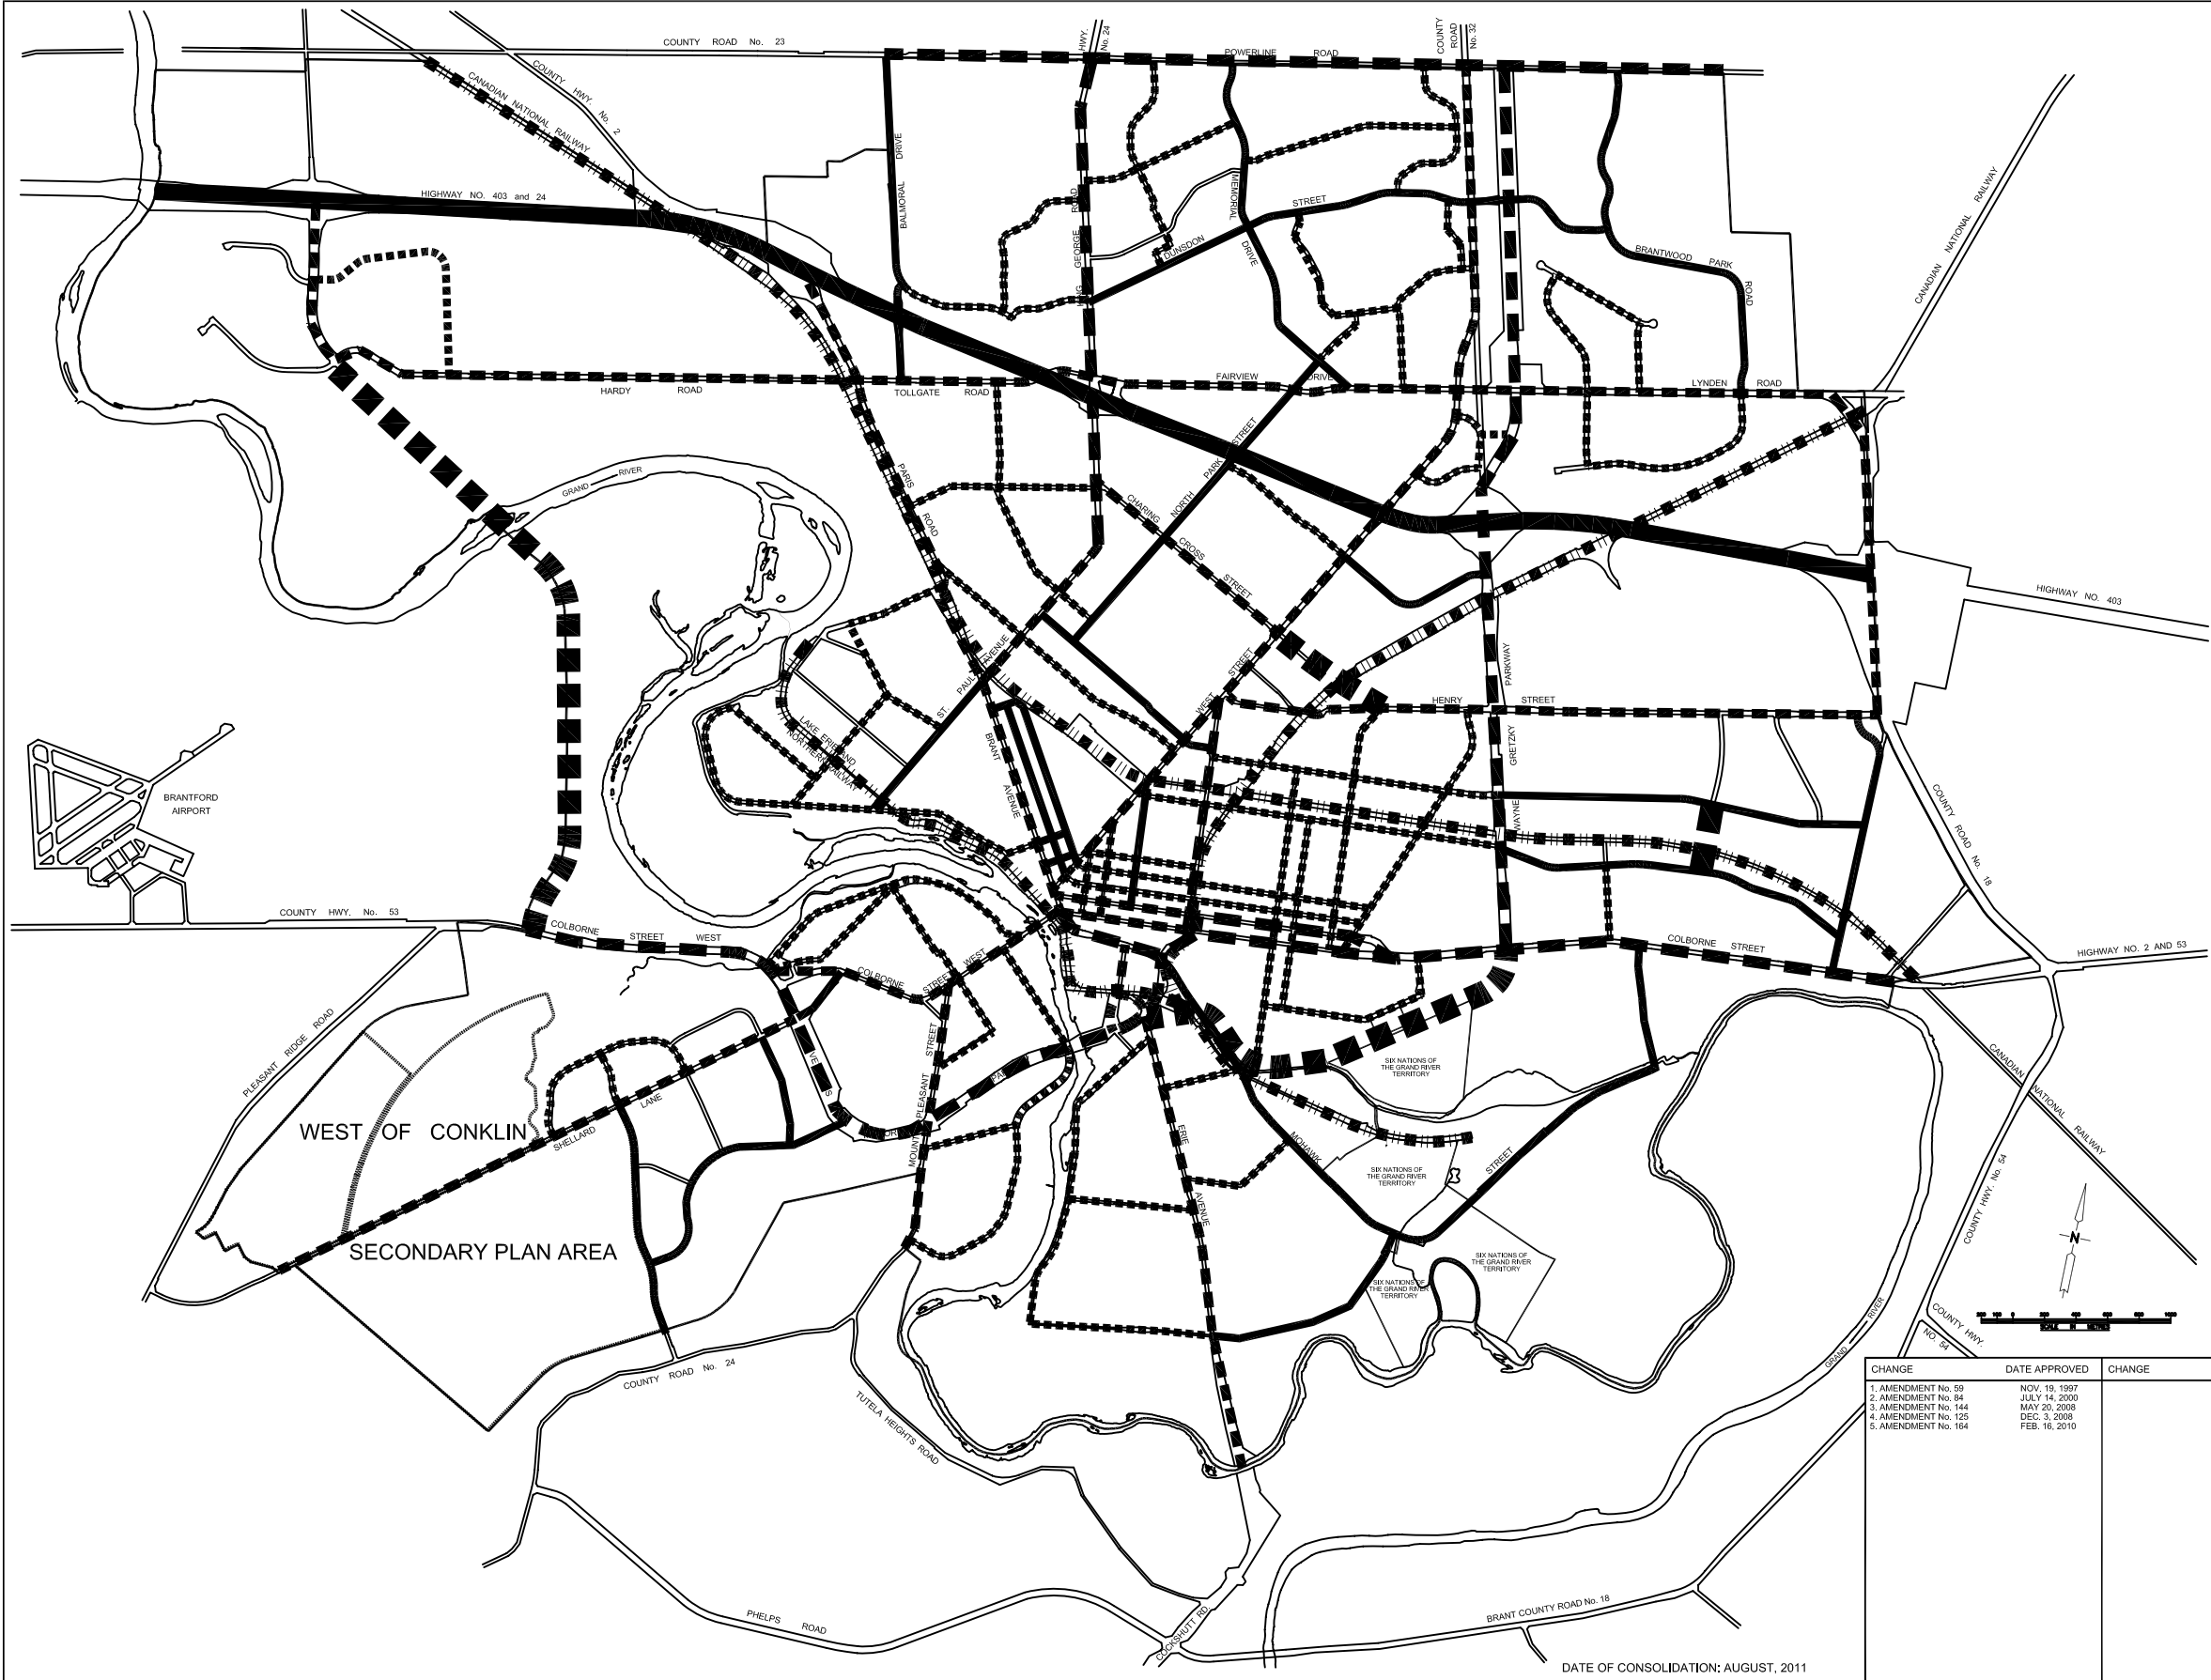 COUNTY ROAD No. 23
HWY. No. 24
POWERLINE ROAD
COUNTY ROAD No. 32
CANADIAN NATIONAL RAILWAY
COUNTY HWY. No. 2
HIGHWAY NO. 403 and 24
BALMORAL DRIVE
KING GEORGE ROAD
MEMORIAL DRIVE
DUNSDON STREET
BRANTWOOD PARK ROAD
CANADIAN NATIONAL RAILWAY
HARDY ROAD
TOLLGATE ROAD
FAIRVIEW DRIVE
LYNDEN ROAD
GRAND RIVER
PARIS ROAD
CHARING CROSS STREET
NORTH PARK STREET
HIGHWAY NO. 403
ST. PAUL AVENUE
WEST STREET
HENRY STREET
WAYNE GRETZKY PARKWAY
LAKE ERIE AND
NORTHERN RAILWAY
BRANT AVENUE
BRANTFORD
AIRPORT
COUNTY ROAD No. 18
COUNTY HWY. No. 53
COLBORNE STREET WEST
COLBORNE STREET WEST
COLBORNE STREET
HIGHWAY NO. 2 AND 53
PLEASANT RIDGE ROAD
SHELLARD LANE
MOUNT PLEASANT STREET
ERIE AVENUE
MOHAWK STREET
SIX NATIONS OF
THE GRAND RIVER
TERRITORY
SIX NATIONS OF
THE GRAND RIVER
TERRITORY
SIX NATIONS OF
THE GRAND RIVER
TERRITORY
SIX NATIONS OF
THE GRAND RIVER
TERRITORY
CANADIAN NATIONAL RAILWAY
COUNTY HWY. No. 54
WEST OF CONKLIN
SECONDARY PLAN AREA
N
SCALE IN METRES
COUNTY HWY.
NO. 54
GRAND RIVER
COUNTY ROAD No. 24
TUTELA HEIGHTS ROAD
PHELPS ROAD
COCKSHUTT RD.
BRANT COUNTY ROAD No. 18
CHANGE DATE APPROVED CHANGE
1. AMENDMENT No. 59 NOV. 19, 1997
2. AMENDMENT No. 84 JULY 14, 2000
3. AMENDMENT No. 144 MAY 20, 2008
4. AMENDMENT No. 125 DEC. 3, 2008
5. AMENDMENT No. 164 FEB. 16, 2010
DATE OF CONSOLIDATION: AUGUST, 2011